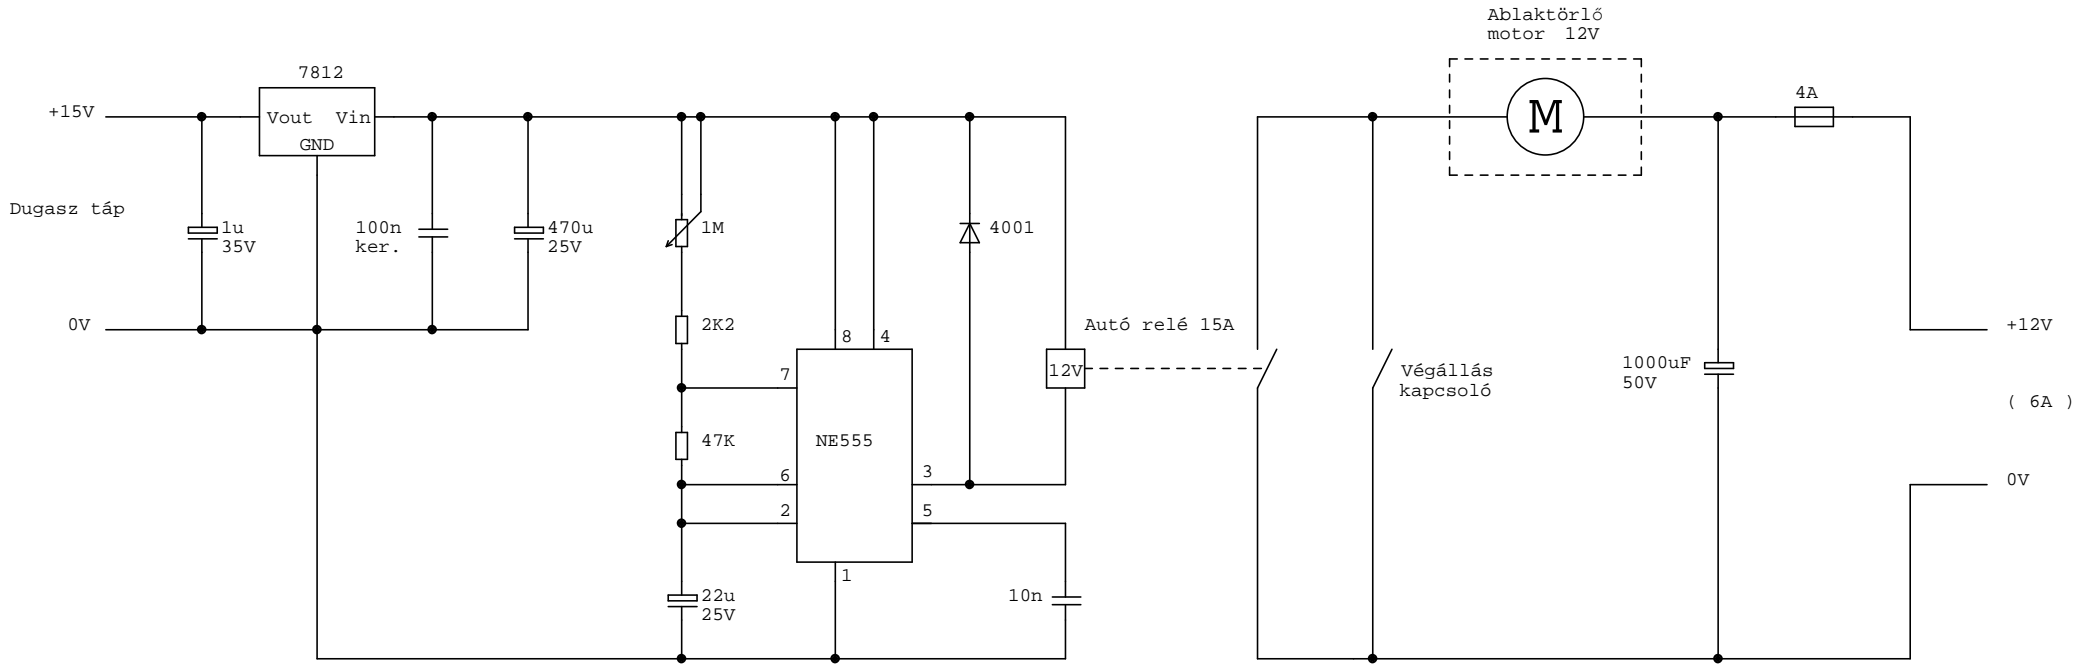 Ablaktörlő
motor 12V
7812
+15V
Vout Vin
GND
M
4A
Dugasz táp
1u
35V
100n
ker.
470u
25V
1M
4001
0V
2K2
8 4
Autó relé 15A
+12V
7
12V
Végállás
kapcsoló
1000uF
50V
( 6A )
47K
NE555
6
3
0V
2
5
1
22u
25V
10n